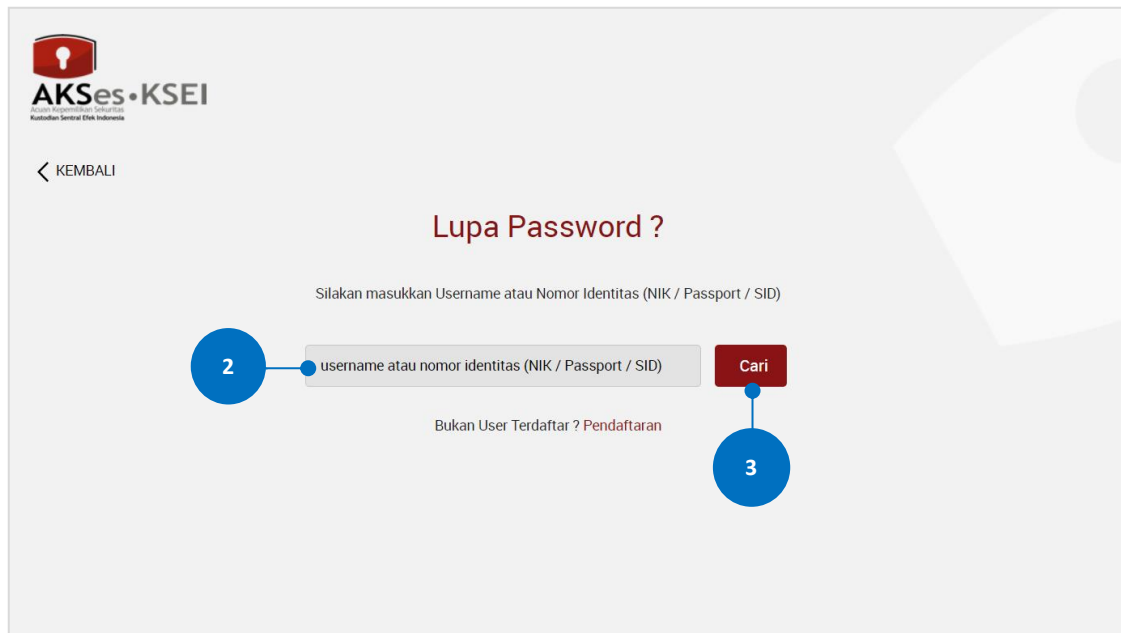 AKSes•KSEI
Acuan Kepemilikan Sekuritas
Kustodian Sentral Efek Indonesia
KEMBALI
Lupa Password ?
Silakan masukkan Username atau Nomor Identitas (NIK / Passport / SID)
2
username atau nomor identitas (NIK / Passport / SID)
Cari
Bukan User Terdaftar ? Pendaftaran
3